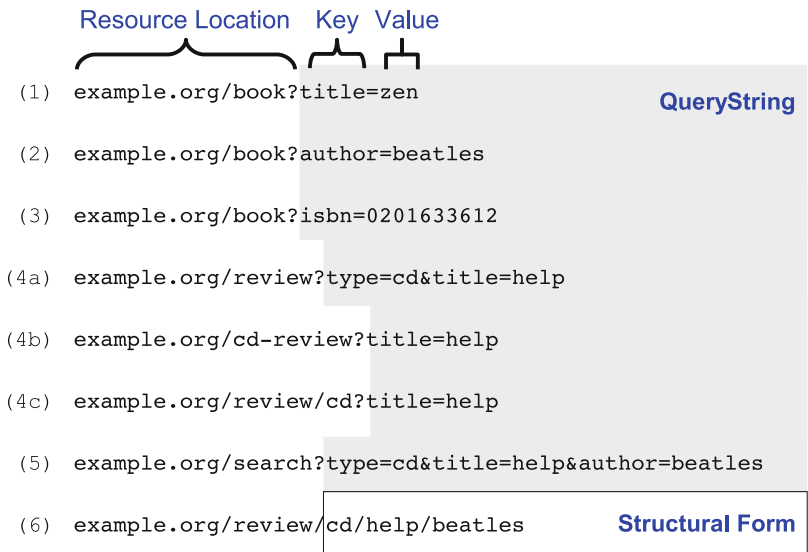 Resource Location Key Value
(1) example.org/book?title=zen QueryString
(2) example.org/book?author=beatles
(3) example.org/book?isbn=0201633612
(4a) example.org/review?type=cd&title=help
(4b) example.org/cd-review?title=help
(4c) example.org/review/cd?title=help
(5) example.org/search?type=cd&title=help&author=beatles
(6) example.org/review/cd/help/beatles Structural Form